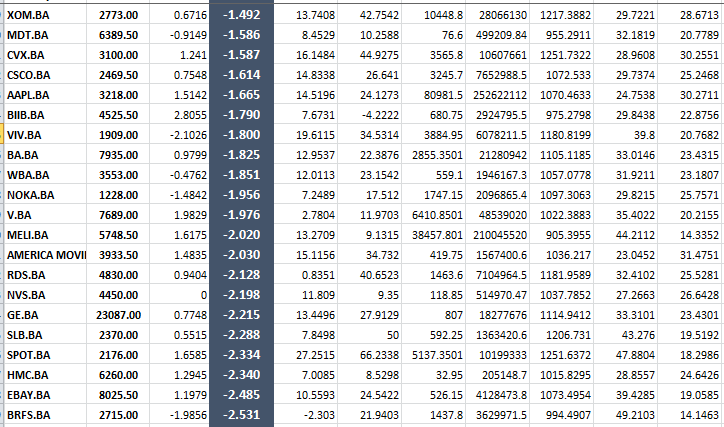 XOM.BA 2773.00 0.6716 -1.492 13.7408 42.7542 10448.8 28066130 1217.3882 29.7221 28.6713
MDT.BA 6389.50 -0.9149 -1.586 8.4529 10.2588 76.6 499209.84 955.2911 32.1819 20.7789
CVX.BA 3100.00 1.241 -1.587 16.1484 44.9275 3565.8 10607661 1251.7322 28.9608 30.2551
CSCO.BA 2469.50 0.7548 -1.614 14.8338 26.641 3245.7 7652988.5 1072.533 29.7374 25.2468
AAPL.BA 3218.00 1.5142 -1.665 14.5196 24.1273 80981.5 252622112 1070.4633 24.7538 30.2711
BIIB.BA 4525.50 2.8055 -1.790 7.6731 -4.2222 680.75 2924795.5 975.2798 29.8438 22.8756
VIV.BA 1909.00 -2.1026 -1.800 19.6115 34.5314 3884.95 6078211.5 1180.8199 39.8 20.7682
BA.BA 7935.00 0.9799 -1.825 12.9537 22.3876 2855.3501 21280942 1105.1185 33.0146 23.4315
WBA.BA 3553.00 -0.4762 -1.851 12.0113 23.1542 559.1 1946167.3 1057.0778 31.9211 23.1807
NOKA.BA 1228.00 -1.4842 -1.956 7.2489 17.512 1747.15 2096865.4 1097.3063 29.8215 25.7571
V.BA 7689.00 1.9829 -1.976 2.7804 11.9703 6410.8501 48539020 1022.3883 35.4022 20.2155
MELI.BA 5748.50 1.6175 -2.020 13.2709 9.1315 38457.801 210045520 905.3955 44.2112 14.3352
AMERICA MOVI 3933.50 1.4835 -2.030 15.1156 34.732 419.75 1567400.6 1036.217 23.0452 31.4751
RDS.BA 4830.00 0.9404 -2.128 0.8351 40.6523 1463.6 7104964.5 1181.9589 32.4102 25.5281
NVS.BA 4450.00 0 -2.198 11.809 9.35 118.85 514970.47 1037.7852 27.2663 26.6428
GE.BA 23087.00 0.7748 -2.215 13.4496 27.9129 807 18277676 1114.9412 33.3101 23.4301
SLB.BA 2370.00 0.5515 -2.288 7.8498 50 592.25 1363420.6 1206.731 43.276 19.5192
SPOT.BA 2176.00 1.6585 -2.334 27.2515 66.2338 5137.3501 10199333 1251.6372 47.8804 18.2986
HMC.BA 6260.00 1.2945 -2.340 7.0085 8.5298 32.95 205148.7 1015.8295 28.8557 24.6426
EBAY.BA 8025.50 1.1979 -2.485 10.5593 24.5422 526.15 4128473.8 1073.4954 39.4285 19.0585
BRFS.BA 2715.00 -1.9856 -2.531 -2.303 21.9403 1437.8 3629971.5 994.4907 49.2103 14.1463